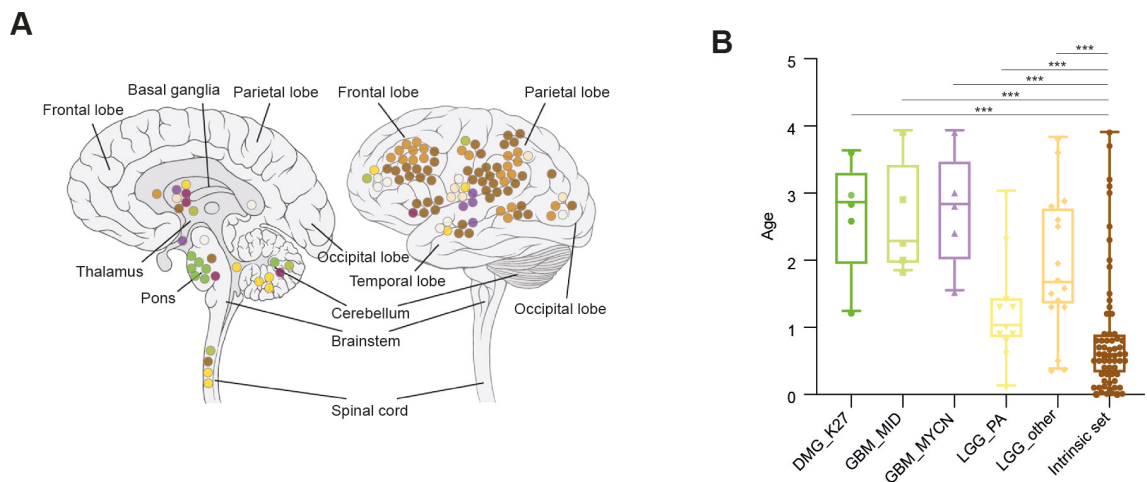 A
Basal ganglia
Parietal lobe
Frontal lobe
Frontal lobe
Parietal lobe
Thalamus
Pons
Occipital lobe
Temporal lobe
Cerebellum
Occipital lobe
Brainstem
Spinal cord
B
***
***
***
***
***
5
4
3
2
1
0
Age
DMG_K27
GBM_MID
GBM_MYCN
LGG_PA
LGG_other
Intrinsic set